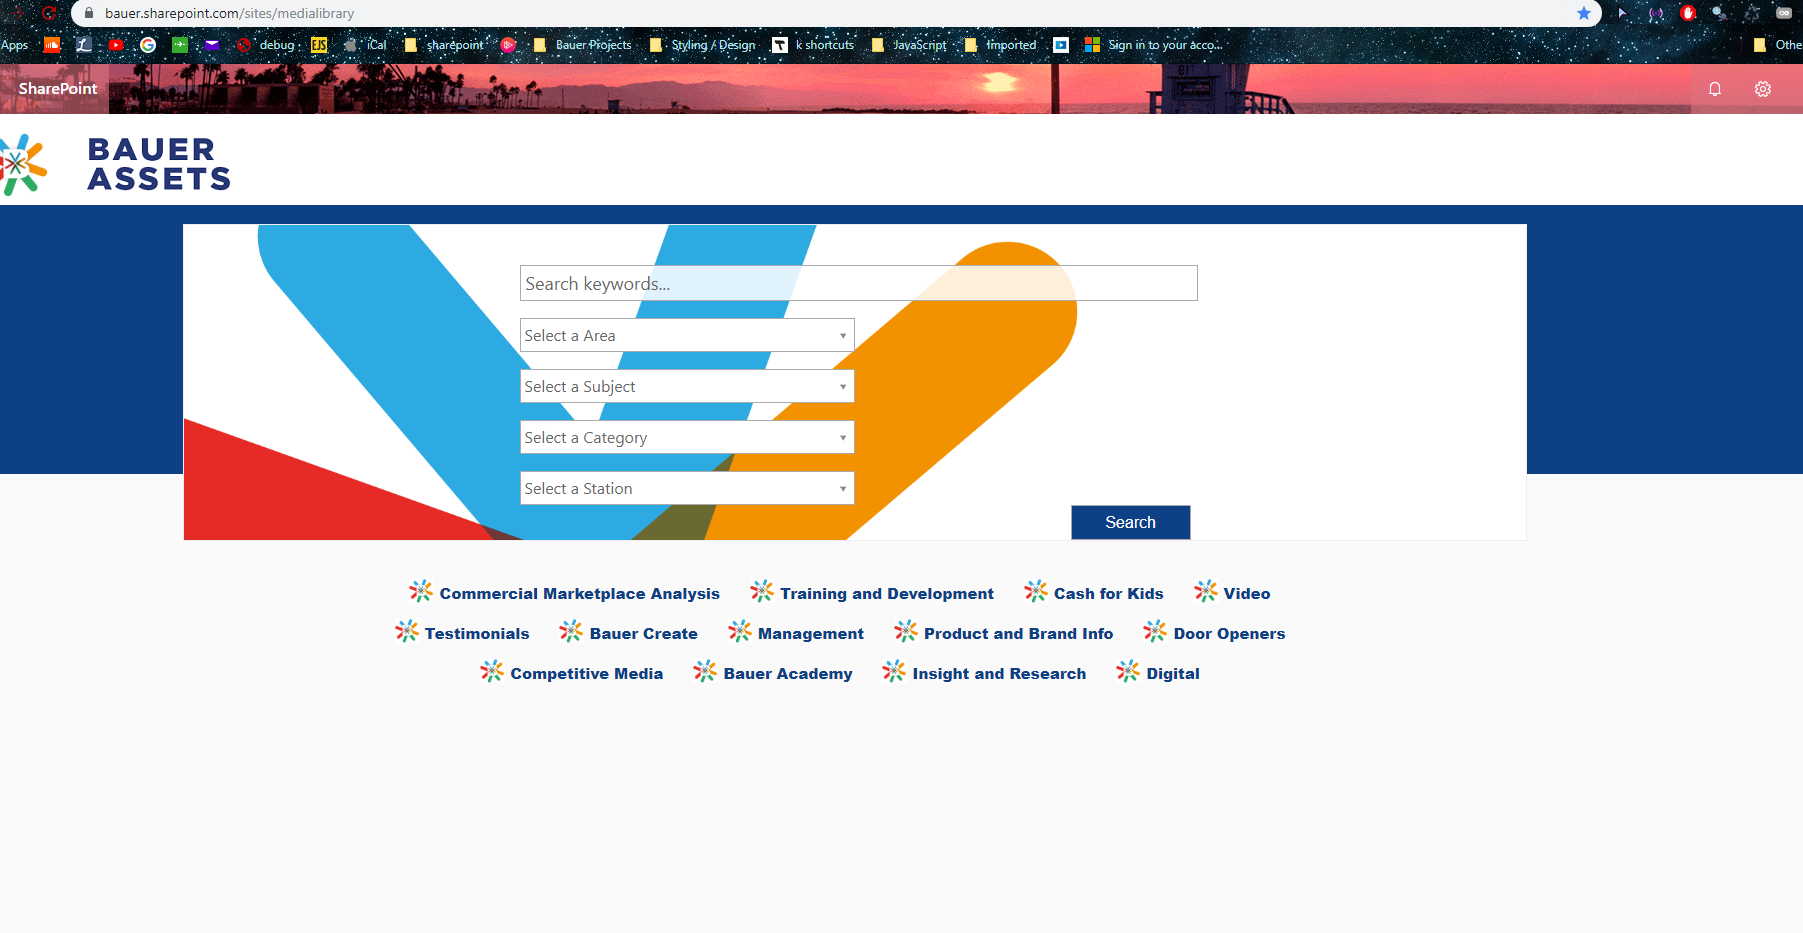 bauer.sharepoint.com/sites/medialibrary
Apps debug EJS iCal sharepoint Bauer Projects Styling / Design T k shortcuts JavaScript Imported Sign in to your acco... Othe
SharePoint
BAUER
ASSETS
Search keywords...
Select a Area
Select a Subject
Select a Category
Select a Station
Search
Commercial Marketplace Analysis Training and Development Cash for Kids Video
Testimonials Bauer Create Management Product and Brand Info Door Openers
Competitive Media Bauer Academy Insight and Research Digital